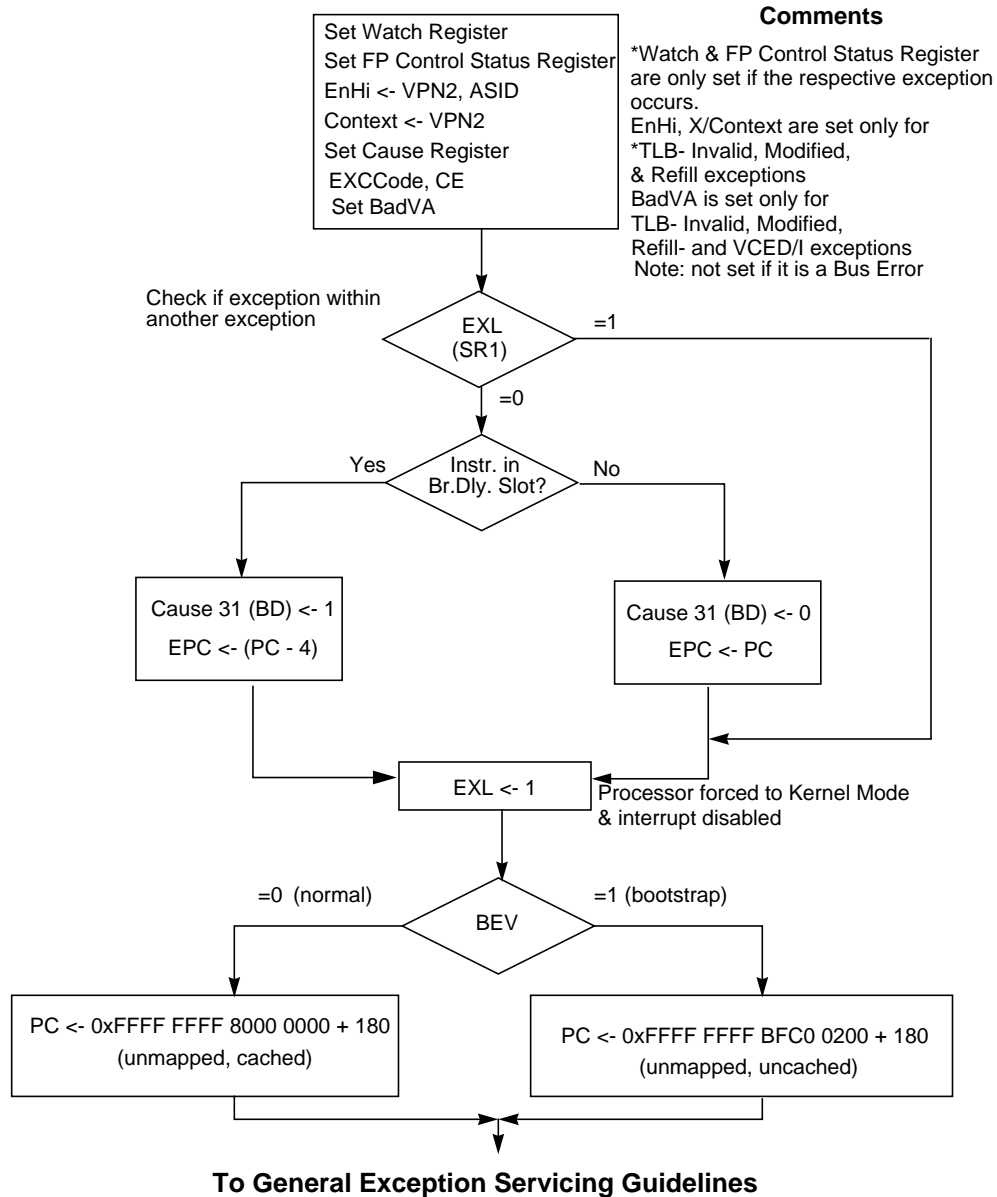 Set Watch Register
Set FP Control Status Register
EnHi <- VPN2, ASID
Context <- VPN2
Set Cause Register
EXCCode, CE
Set BadVA
Comments
*Watch & FP Control Status Register
are only set if the respective exception
occurs.
EnHi, X/Context are set only for
*TLB- Invalid, Modified,
& Refill exceptions
BadVA is set only for
TLB- Invalid, Modified,
Refill- and VCED/I exceptions
Note: not set if it is a Bus Error
Check if exception within
another exception
EXL
(SR1)
=1
=0
Yes
Instr. in
Br.Dly. Slot?
No
Cause 31 (BD) <- 1
EPC <- (PC - 4)
Cause 31 (BD) <- 0
EPC <- PC
EXL <- 1
Processor forced to Kernel Mode
& interrupt disabled
=0 (normal)
BEV
=1 (bootstrap)
PC <- 0xFFFF FFFF 8000 0000 + 180
(unmapped, cached)
PC <- 0xFFFF FFFF BFC0 0200 + 180
(unmapped, uncached)
To General Exception Servicing Guidelines